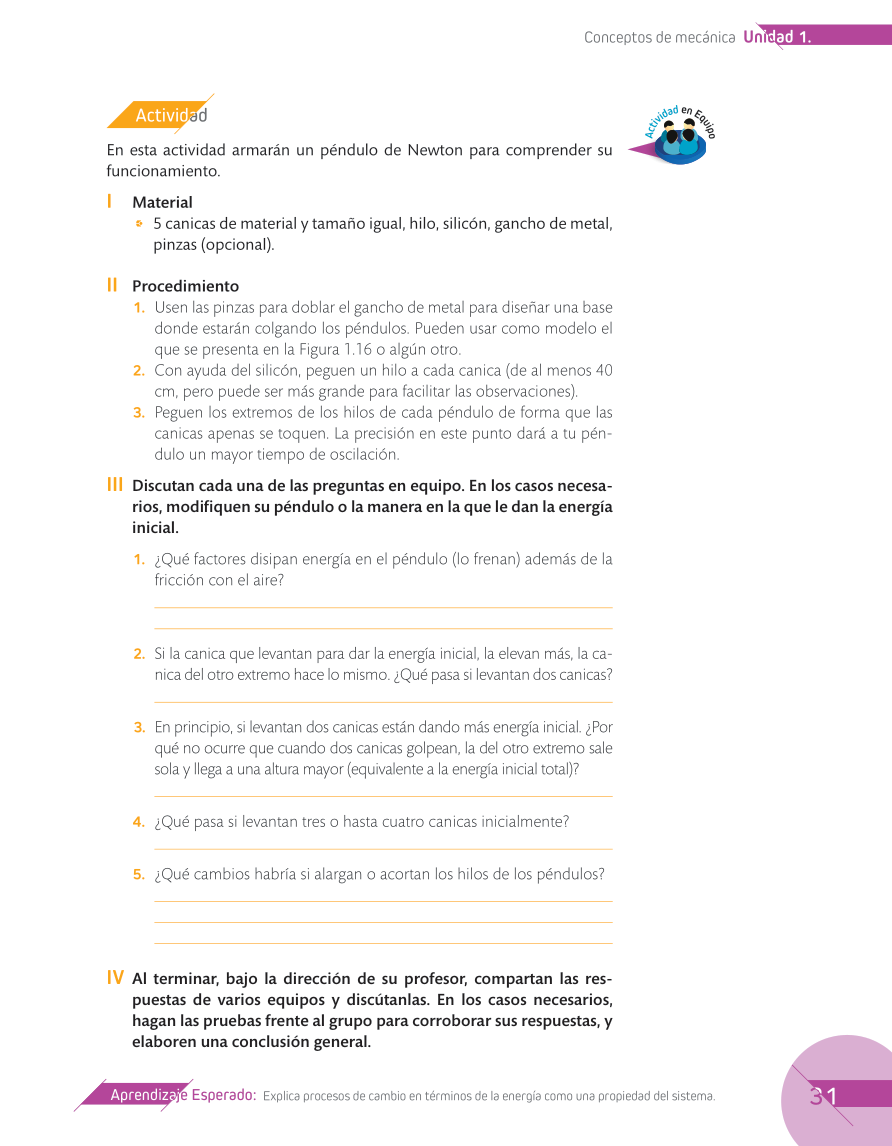 Conceptos de mecánica Unidad 1.
Actividad
Actividad en Equipo
En esta actividad armarán un péndulo de Newton para comprender su
funcionamiento.
I Material
5 canicas de material y tamaño igual, hilo, silicón, gancho de metal,
pinzas (opcional).
II Procedimiento
1. Usen las pinzas para doblar el gancho de metal para diseñar una base
donde estarán colgando los péndulos. Pueden usar como modelo el
que se presenta en la Figura 1.16 o algún otro.
2. Con ayuda del silicón, peguen un hilo a cada canica (de al menos 40
cm, pero puede ser más grande para facilitar las observaciones).
3. Peguen los extremos de los hilos de cada péndulo de forma que las
canicas apenas se toquen. La precisión en este punto dará a tu pén-
dulo un mayor tiempo de oscilación.
III Discutan cada una de las preguntas en equipo. En los casos necesa-
rios, modifiquen su péndulo o la manera en la que le dan la energía
inicial.
1. ¿Qué factores disipan energía en el péndulo (lo frenan) además de la
fricción con el aire?
2. Si la canica que levantan para dar la energía inicial, la elevan más, la ca-
nica del otro extremo hace lo mismo. ¿Qué pasa si levantan dos canicas?
3. En principio, si levantan dos canicas están dando más energía inicial. ¿Por
qué no ocurre que cuando dos canicas golpean, la del otro extremo sale
sola y llega a una altura mayor (equivalente a la energía inicial total)?
4. ¿Qué pasa si levantan tres o hasta cuatro canicas inicialmente?
5. ¿Qué cambios habría si alargan o acortan los hilos de los péndulos?
IV Al terminar, bajo la dirección de su profesor, compartan las res-
puestas de varios equipos y discútanlas. En los casos necesarios,
hagan las pruebas frente al grupo para corroborar sus respuestas, y
elaboren una conclusión general.
Aprendizaje Esperado: Explica procesos de cambio en términos de la energía como una propiedad del sistema.
31